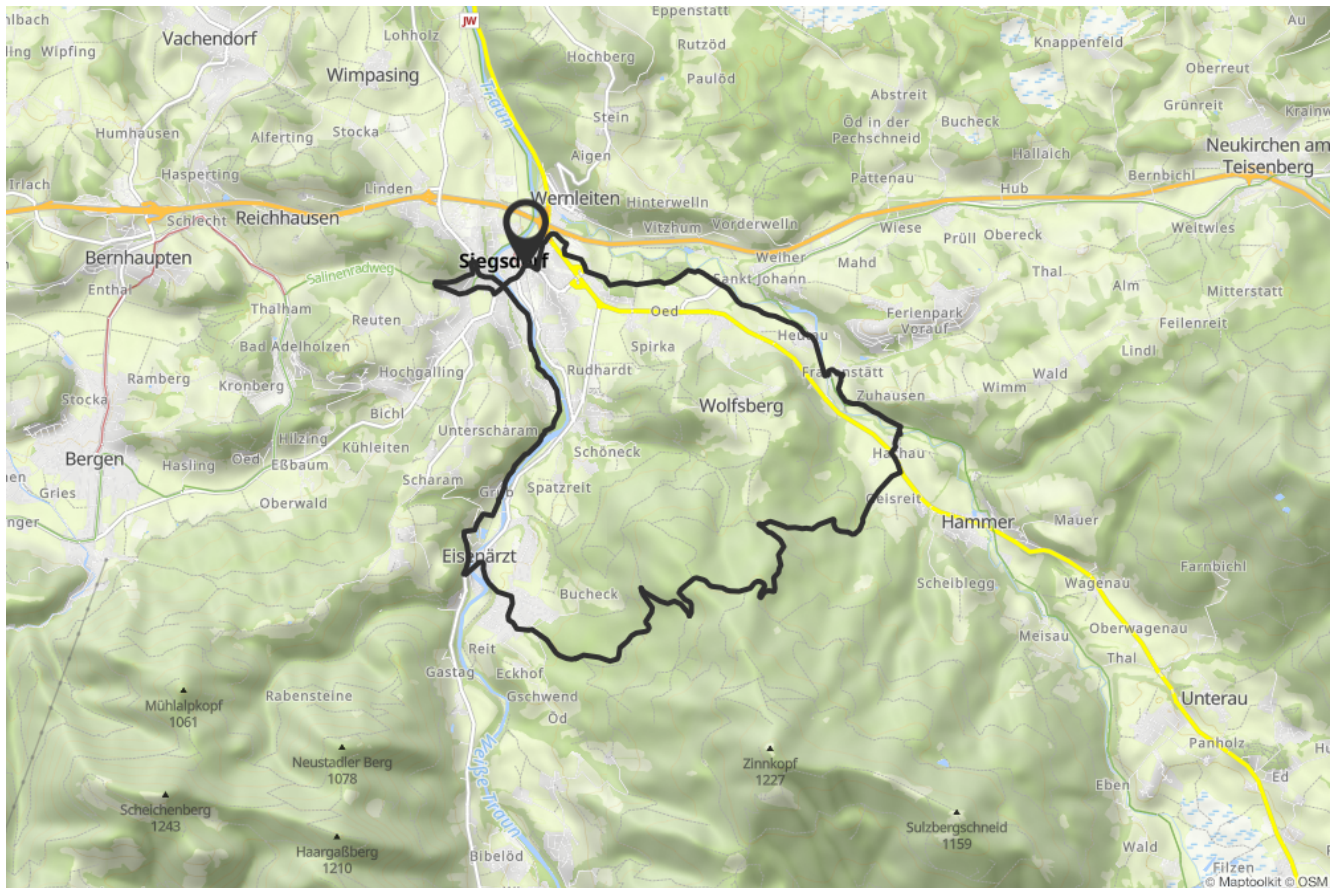 Eppenstatt
Au
Vachendorf
Lohholz
JW
Rutzöd
Knappenfeld
Wipfing
Hochberg
Wimpasing
Paulöd
Oberreut
Abstreit
Traun
Grünreit
Stein
Öd in der
Pechschneid
Bucheck
Humhausen
Alferting
Stocka
Neukirchen am
Teisenberg
Aigen
Hallalch
Hasperting
Pattenau
Bernbichl
Irlach
Linden
Wernleiten
Hinterwelln
Hub
Schlecht
Reichhausen
Vitzhum
Vorderwelln
Wiese
Prüll
Obereck
Weitwies
Bernhaupten
Siegsdorf
Weiher
Mahd
Salinenradweg
Sankt Johann
Thal
Enthal
Alm
Mitterstatt
Thalham
Oed
Ferienpark
Vorauf
Reuten
Feilenreit
Bad Adelholzen
Spirka
Lindl
Ramberg
Kronberg
Hochgalling
Rudhardt
Wald
Wimm
Stocka
Zuhausen
Bichl
Wolfsberg
Unterscharam
Hilzing
Kühleiten
Schöneck
Bergen
Oed
Eßbaum
Hasling
Scharam
Spatzreit
Gries
Oberwald
Hammer
Mauer
Eisenärzt
Farnbichl
Scheiblegg
Wagenau
Bucheck
Oberwagenau
Meisau
Reit
Thal
Gastag
Eckhof
Rabensteine
Gschwend
Unterau
Mühlalpkopf
1061
Öd
Panholz
Neustadler Berg
1078
Zinnkopf
1227
Ed
Weiße Traun
Eben
Scheichenberg
1243
Sulzbergschneid
1159
Haargaßberg
1210
Wald
Bibelöd
Filzen
© Maptoolkit © OSM